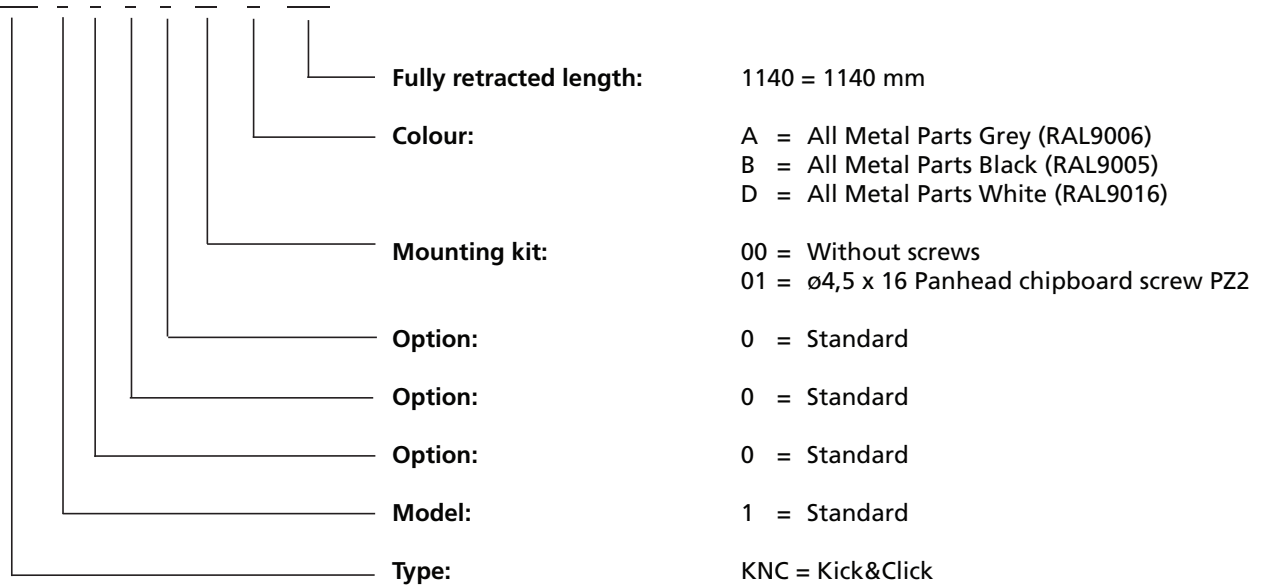 Fully retracted length: 1140 = 1140 mm
Colour: A = All Metal Parts Grey (RAL9006)
B = All Metal Parts Black (RAL9005)
D = All Metal Parts White (RAL9016)
Mounting kit: 00 = Without screws
01 = ø4,5 x 16 Panhead chipboard screw PZ2
Option: 0 = Standard
Option: 0 = Standard
Option: 0 = Standard
Model: 1 = Standard
Type: KNC = Kick&Click